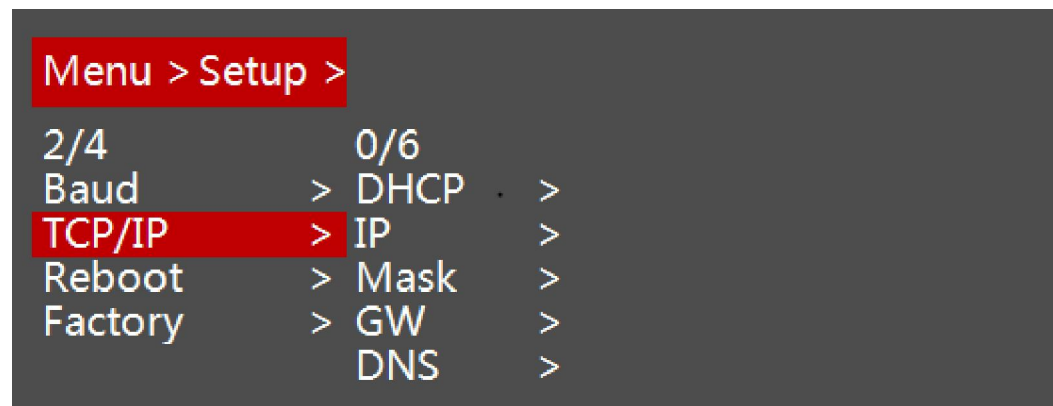 Menu > Setup >
2/4 0/6
Baud > DHCP >
TCP/IP > IP >
Reboot > Mask >
Factory > GW >
DNS >